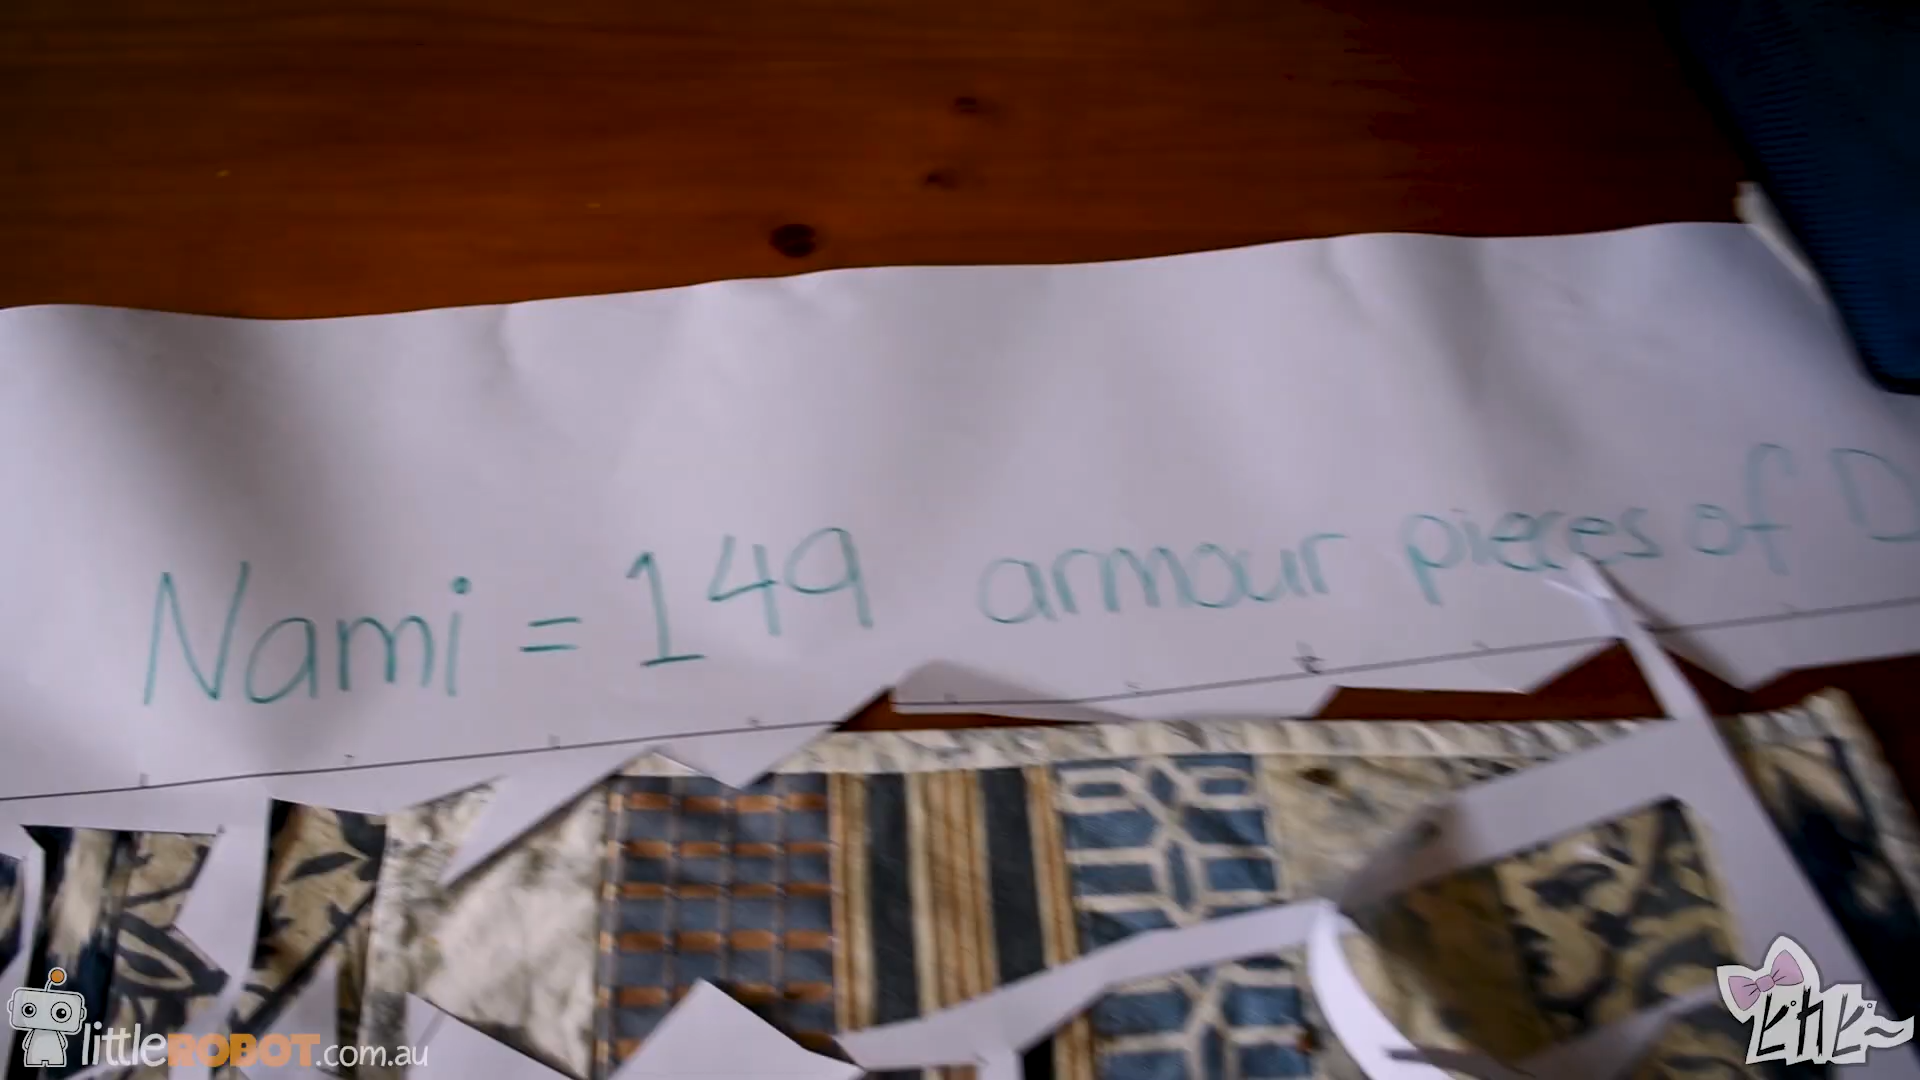 Nami = 149 armour pieces of D
littleROBOT.com.au